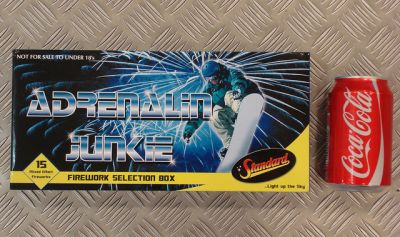 NOT FOR SALE TO UNDER 18's
ADRENALIN
JUNKIE
15
Mixed Effect
Fireworks
FIREWORK SELECTION BOX
Standard
...Light up the Sky
Coca-Cola